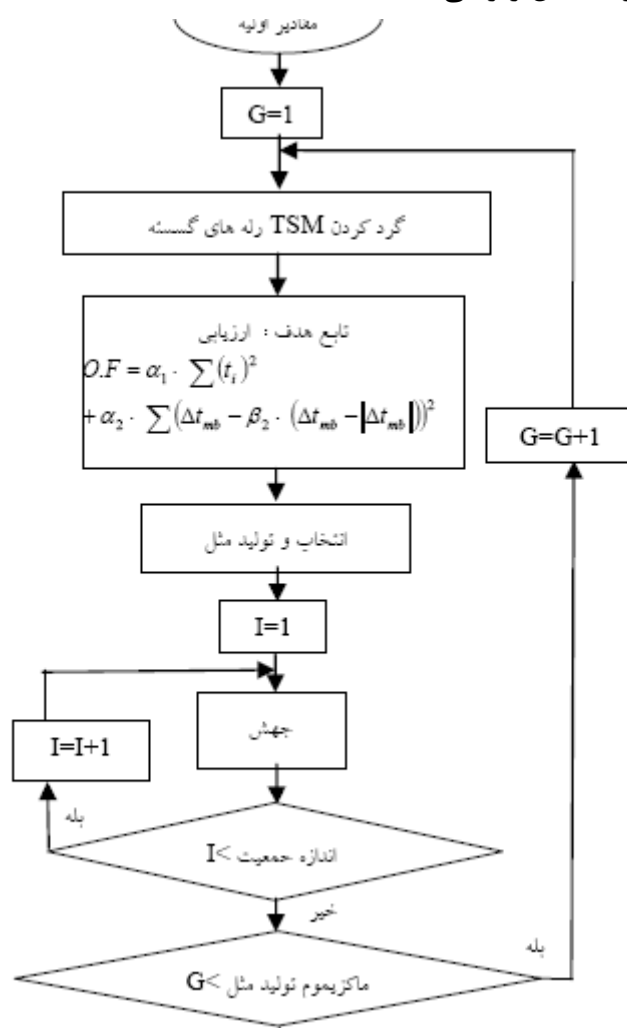 مقادیر اولیه
G=1
گرد کردن TSM رله های گسسته
تابع هدف : ارزیابی
O.F = α₁ · ∑(tᵢ)²
+ α₂ · ∑(Δt_mb − β₂ · (Δt_mb − |Δt_mb|))²
G=G+1
انتخاب و تولید مثل
I=1
جهش
I=I+1
بله
اندازه جمعیت >I
خیر
بله
ماکزیموم تولید مثل >G